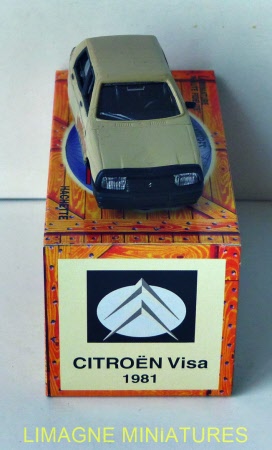 HACHETTE
CITROËN Visa
1981
LIMAGNE MINiATURES